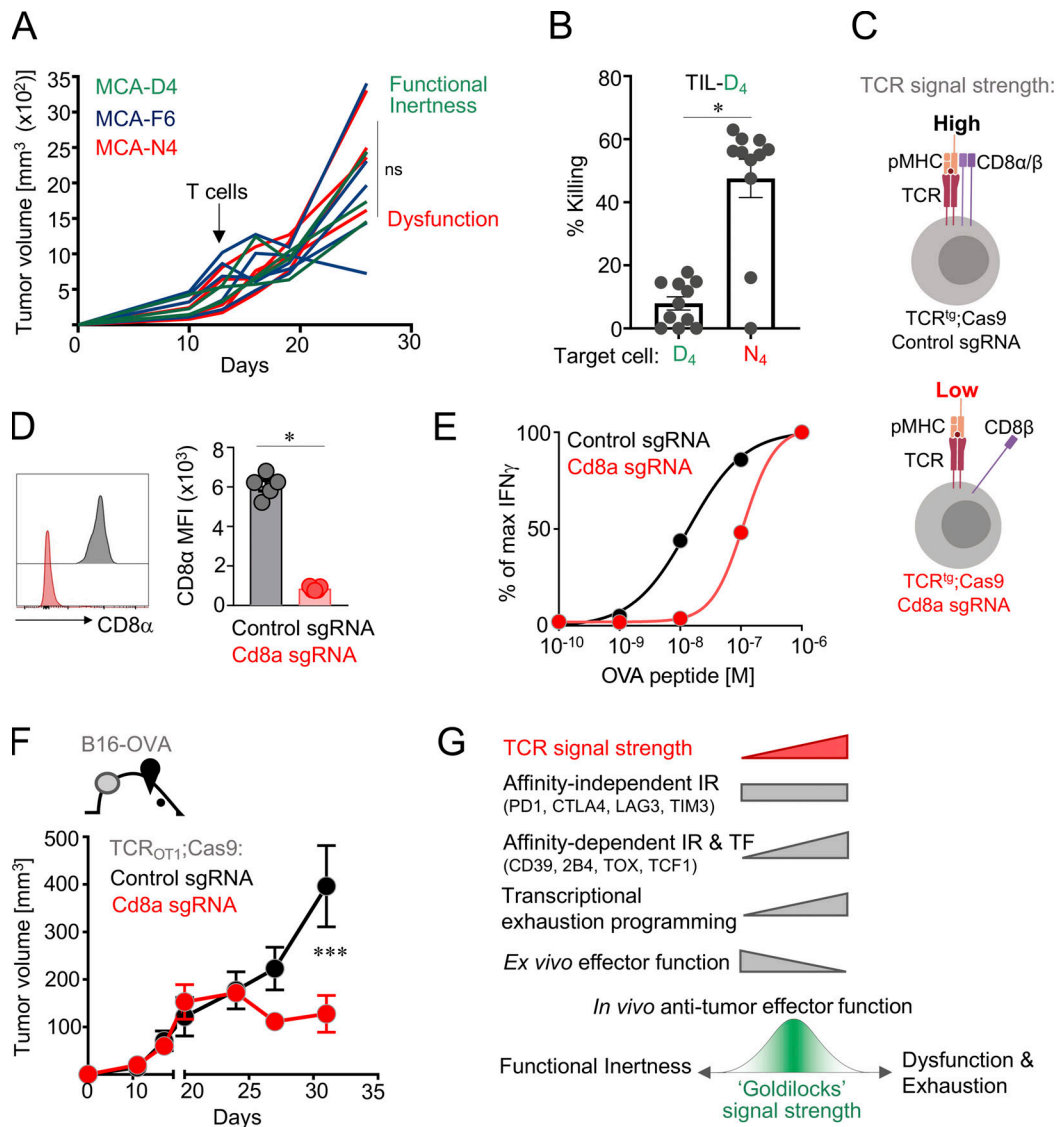 A
Tumor volume [mm³ (x10²)]
35
30
25
20
15
10
5
0
10
20
30
Days
MCA-D4
MCA-F6
MCA-N4
T cells
Functional
Inertness
ns
Dysfunction
B
TIL-D₄
*
% Killing
80
60
40
20
0
Target cell: D₄ N₄
C
TCR signal strength:
High
pMHC
CD8α/β
TCR
TCRᵗᵍ;Cas9
Control sgRNA
Low
pMHC
CD8β
TCR
TCRᵗᵍ;Cas9
Cd8a sgRNA
D
CD8α
CD8α MFI (x10³)
*
8
6
4
2
0
Control sgRNA
Cd8a sgRNA
E
Control sgRNA
Cd8a sgRNA
% of max IFNγ
100
50
0
10⁻¹⁰ 10⁻⁹ 10⁻⁸ 10⁻⁷ 10⁻⁶
OVA peptide [M]
F
B16-OVA
TCR_OT1;Cas9:
Control sgRNA
Cd8a sgRNA
***
Tumor volume [mm³]
500
400
300
200
100
0 10 20 25 30 35
Days
G
TCR signal strength
Affinity-independent IR
(PD1, CTLA4, LAG3, TIM3)
Affinity-dependent IR & TF
(CD39, 2B4, TOX, TCF1)
Transcriptional
exhaustion programming
Ex vivo effector function
In vivo anti-tumor effector function
Functional Inertness
Dysfunction &
Exhaustion
'Goldilocks'
signal strength